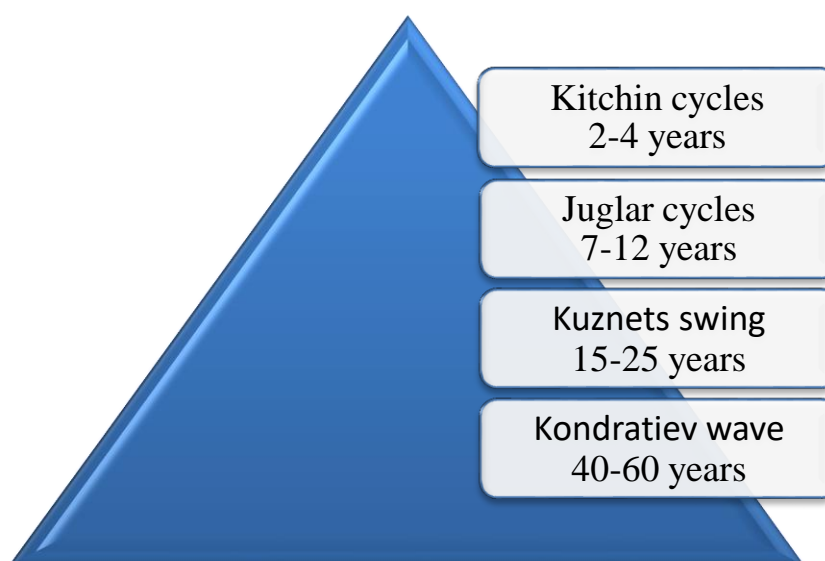 Kitchin cycles
2-4 years
Juglar cycles
7-12 years
Kuznets swing
15-25 years
Kondratiev wave
40-60 years